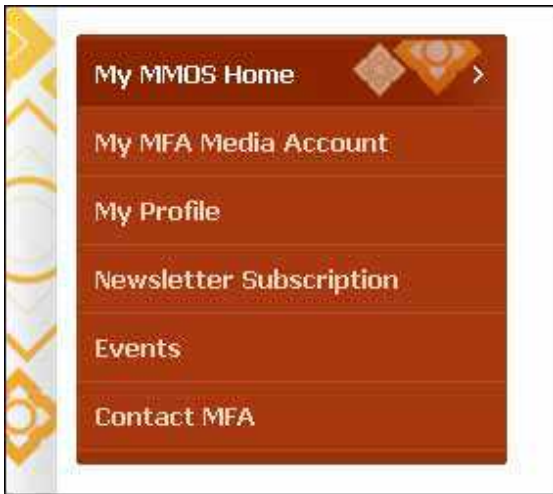 My MMOS Home
My MFA Media Account
My Profile
Newsletter Subscription
Events
Contact MFA